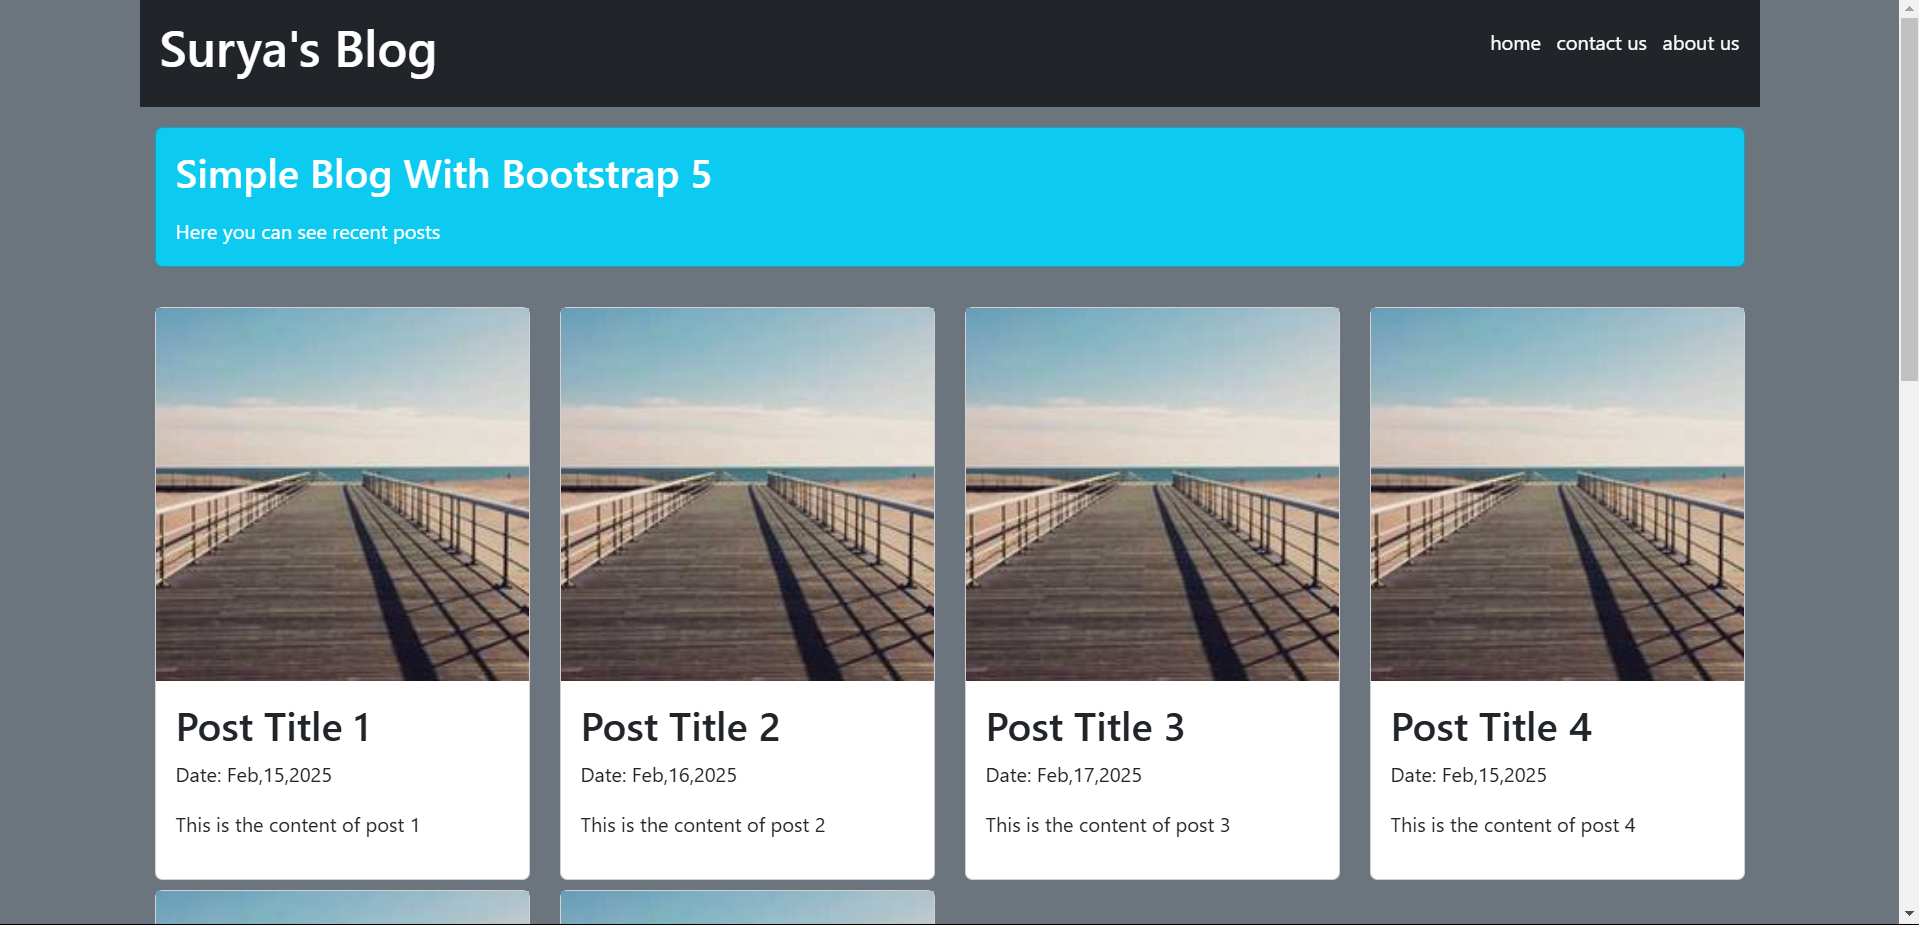 Surya's Blog
home contact us about us
Simple Blog With Bootstrap 5
Here you can see recent posts
Post Title 1
Date: Feb,15,2025
This is the content of post 1
Post Title 2
Date: Feb,16,2025
This is the content of post 2
Post Title 3
Date: Feb,17,2025
This is the content of post 3
Post Title 4
Date: Feb,15,2025
This is the content of post 4